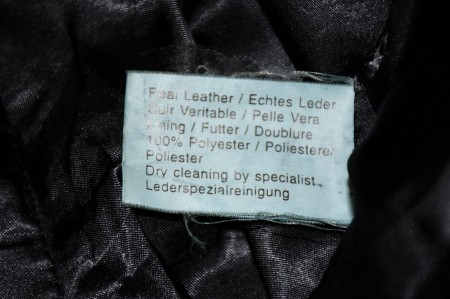 Real Leather / Echtes Leder
Cuir Veritable / Pelle Vera
Lining / Futter / Doublure
100% Polyester / Poliestere/
Poliester
Dry cleaning by specialist
Lederspezialreinigung